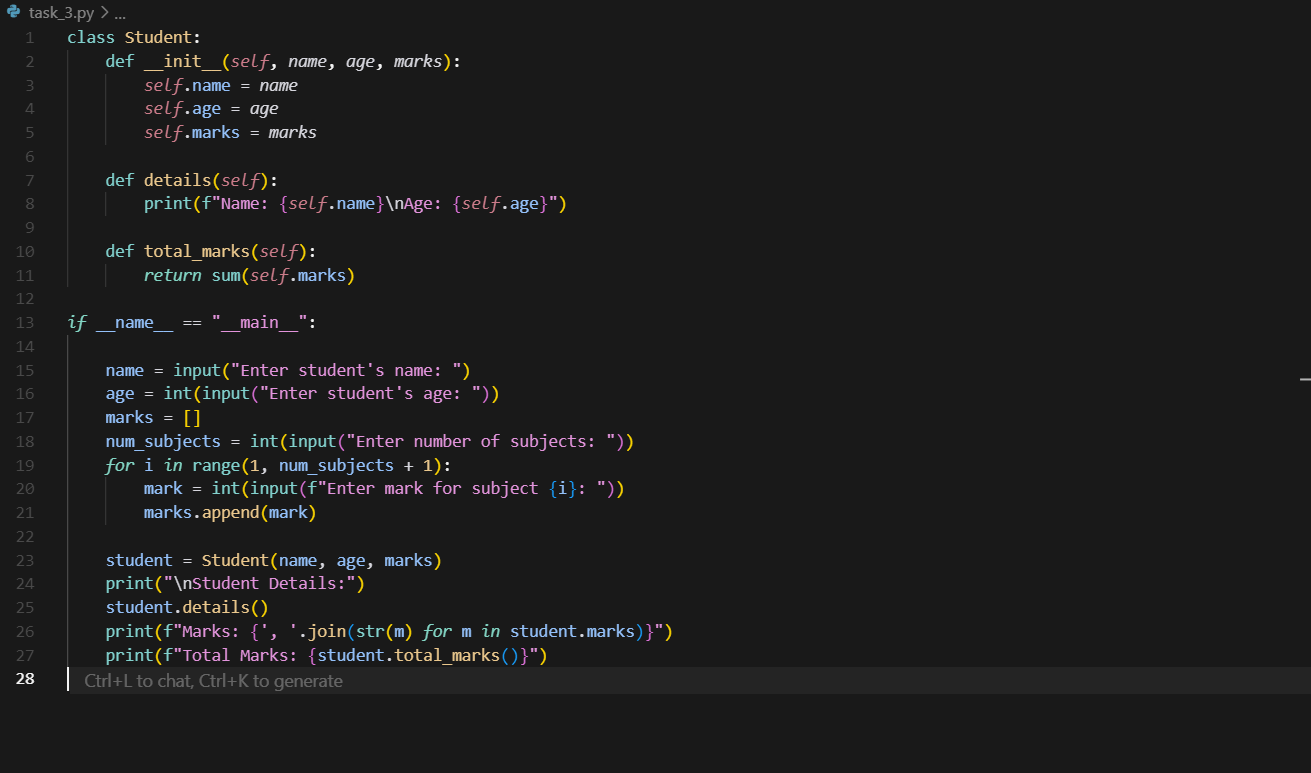 task_3.py > ...
1 class Student:
2     def __init__(self, name, age, marks):
3         self.name = name
4         self.age = age
5         self.marks = marks
6
7     def details(self):
8         print(f"Name: {self.name}\nAge: {self.age}")
9
10     def total_marks(self):
11         return sum(self.marks)
12
13 if __name__ == "__main__":
14
15     name = input("Enter student's name: ")
16     age = int(input("Enter student's age: "))
17     marks = []
18     num_subjects = int(input("Enter number of subjects: "))
19     for i in range(1, num_subjects + 1):
20         mark = int(input(f"Enter mark for subject {i}: "))
21         marks.append(mark)
22
23     student = Student(name, age, marks)
24     print("\nStudent Details:")
25     student.details()
26     print(f"Marks: {', '.join(str(m) for m in student.marks)}")
27     print(f"Total Marks: {student.total_marks()}")
28 Ctrl+L to chat, Ctrl+K to generate